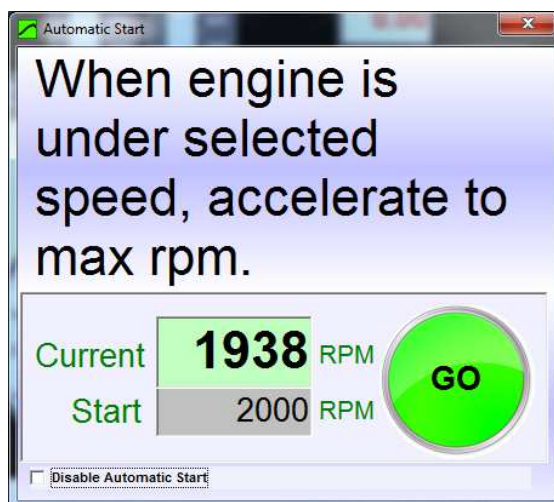 Automatic Start
When engine is
under selected
speed, accelerate to
max rpm.
Current 1938 RPM
GO
Start 2000 RPM
Disable Automatic Start